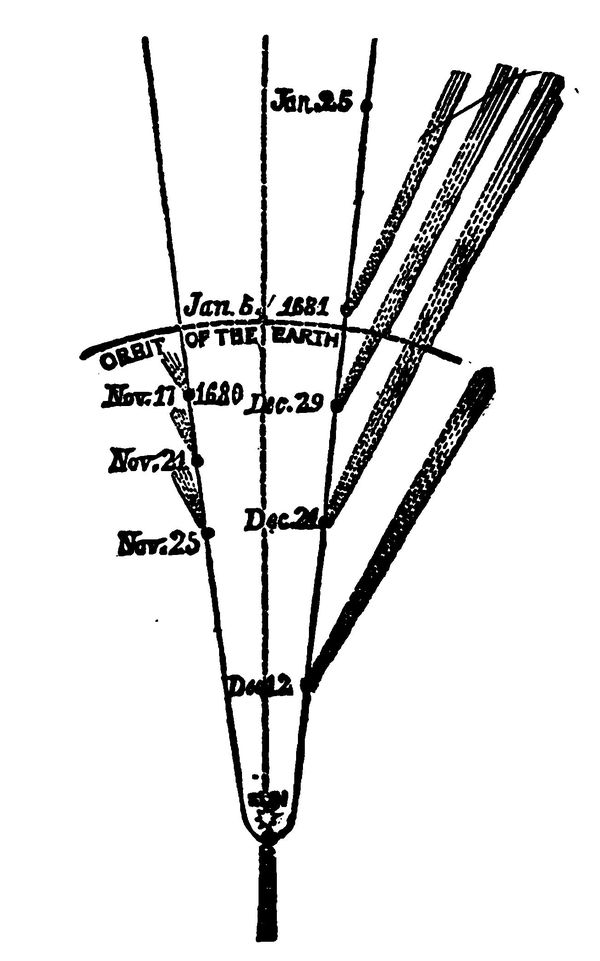 Jan. 25
Jan. 5, 1681
ORBIT OF THE EARTH
Nov. 17 1680
Dec. 29
Nov. 21
Dec. 21
Nov. 25
Dec 12
SUN